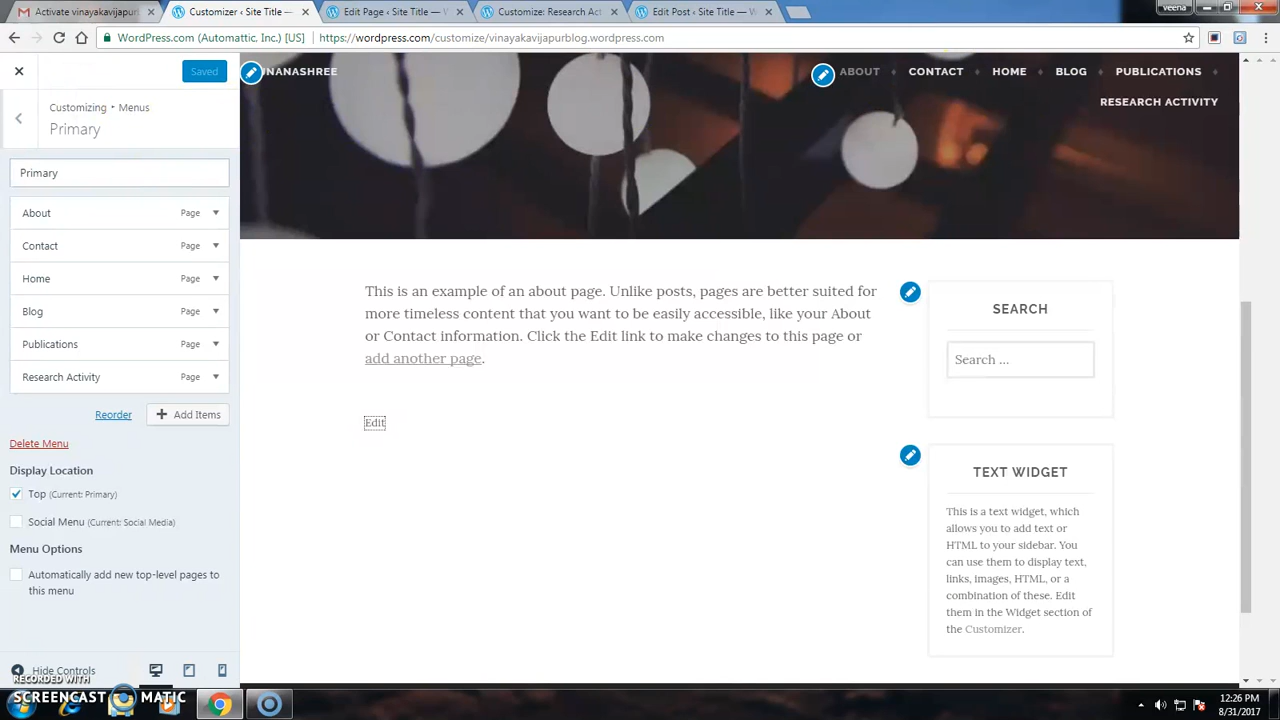 Activate vinayakavijapur
Customizer ‹ Site Title —
Edit Page ‹ Site Title — W
Customize: Research Act
Edit Post ‹ Site Title — W
veena
WordPress.com (Automattic, Inc.) [US]
https://wordpress.com/customize/vinayakavijapurblog.wordpress.com
Saved
Customizing • Menus
Primary
Primary
About Page
Contact Page
Home Page
Blog Page
Publications Page
Research Activity Page
Reorder
Add Items
Delete Menu
Display Location
Top (Current: Primary)
Social Menu (Current: Social Media)
Menu Options
Automatically add new top-level pages to
this menu
Hide Controls
NANASHREE
ABOUT CONTACT HOME BLOG PUBLICATIONS
RESEARCH ACTIVITY
This is an example of an about page. Unlike posts, pages are better suited for
more timeless content that you want to be easily accessible, like your About
or Contact information. Click the Edit link to make changes to this page or
add another page.
Edit
SEARCH
Search ...
TEXT WIDGET
This is a text widget, which
allows you to add text or
HTML to your sidebar. You
can use them to display text,
links, images, HTML, or a
combination of these. Edit
them in the Widget section of
the Customizer.
RECORDED WITH
SCREENCAST MATIC
12:26 PM
8/31/2017